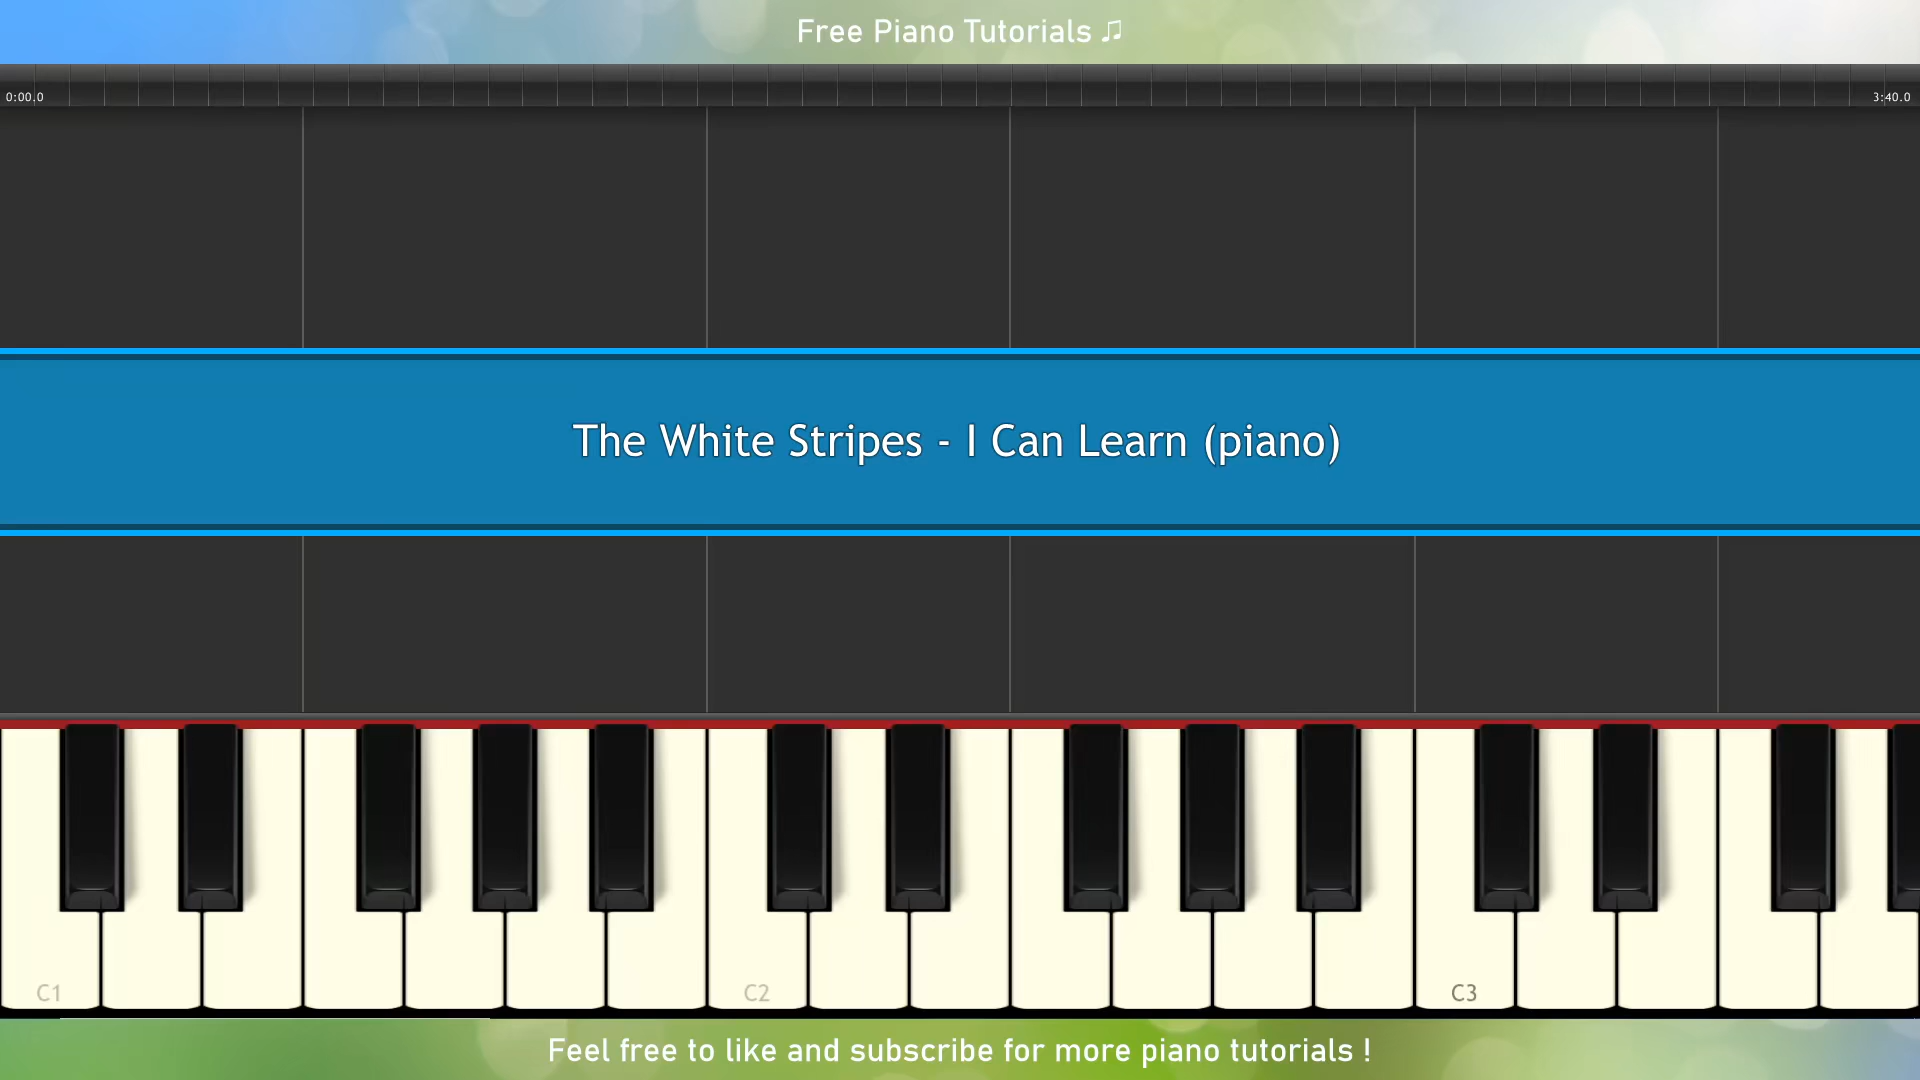 Free Piano Tutorials ♫
0:00.0
3:40.0
The White Stripes - I Can Learn (piano)
C1
C2
C3
Feel free to like and subscribe for more piano tutorials !